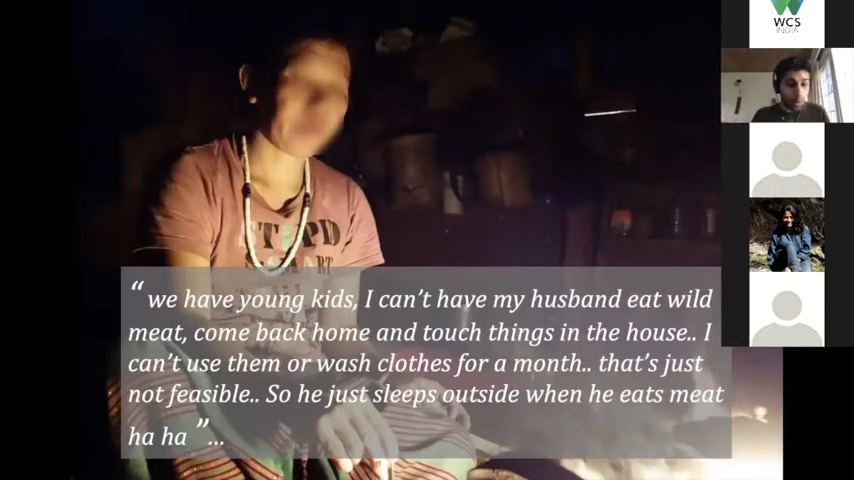 WCS
INDIA
STUPID
“ we have young kids, I can’t have my husband eat wild
meat, come back home and touch things in the house.. I
can’t use them or wash clothes for a month.. that’s just
not feasible.. So he just sleeps outside when he eats meat
ha ha ”...